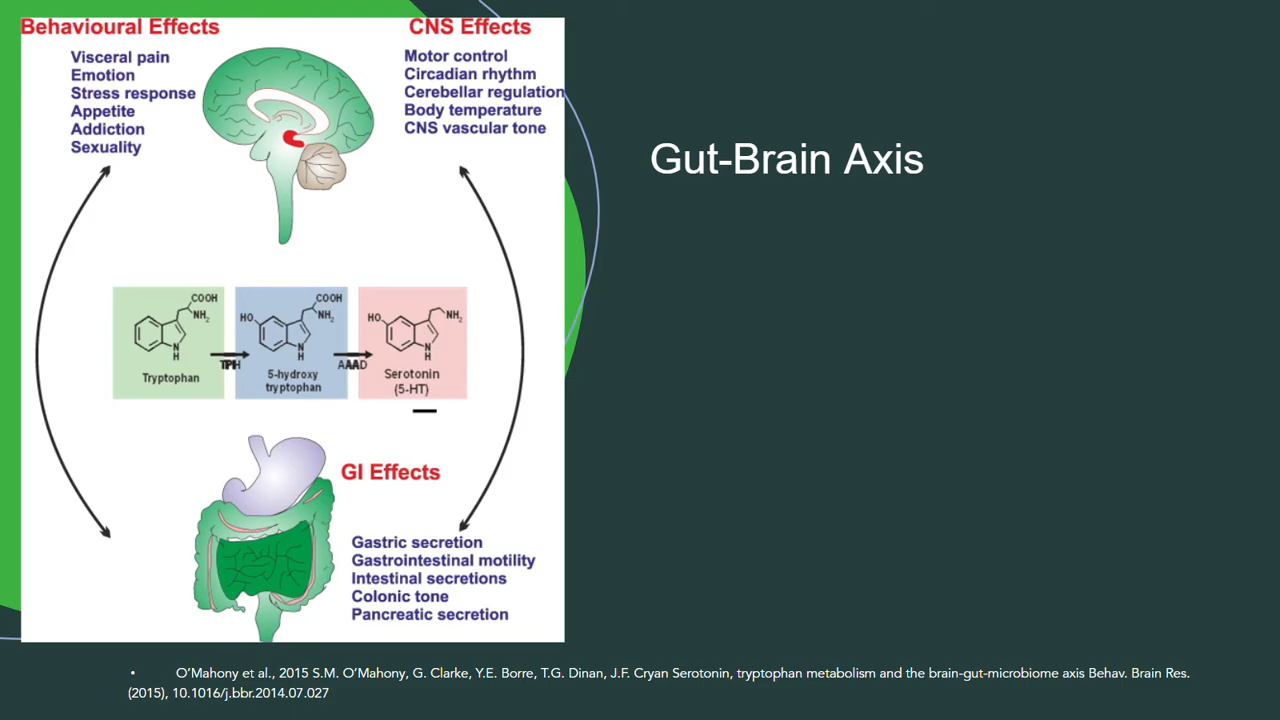 Behavioural Effects
Visceral pain
Emotion
Stress response
Appetite
Addiction
Sexuality
CNS Effects
Motor control
Circadian rhythm
Cerebellar regulation
Body temperature
CNS vascular tone
Gut-Brain Axis
COOH
NH2
N
H
Tryptophan
TPH
HO
COOH
NH2
N
H
5-hydroxy
tryptophan
AAAD
HO
NH2
N
H
Serotonin
(5-HT)
GI Effects
Gastric secretion
Gastrointestinal motility
Intestinal secretions
Colonic tone
Pancreatic secretion
• O’Mahony et al., 2015 S.M. O’Mahony, G. Clarke, Y.E. Borre, T.G. Dinan, J.F. Cryan Serotonin, tryptophan metabolism and the brain-gut-microbiome axis Behav. Brain Res.
(2015), 10.1016/j.bbr.2014.07.027